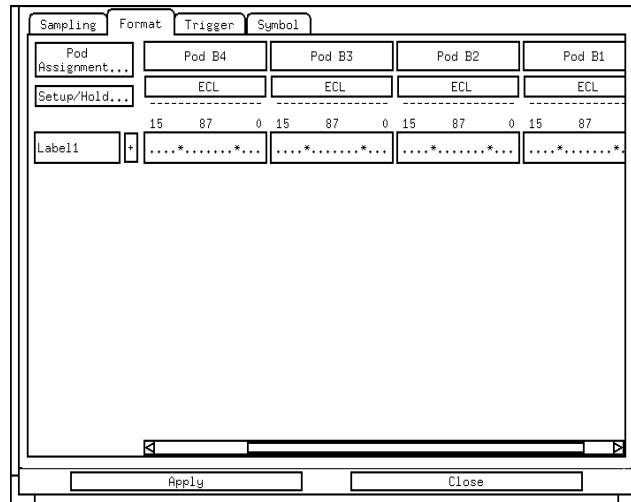 Sampling Format Trigger Symbol
Pod Assignment... Pod B4 Pod B3 Pod B2 Pod B1
Setup/Hold... ECL ECL ECL ECL
15 87 0 15 87 0 15 87 0 15 87
Label1 + ....*.......*... ....*.......*... ....*.......*... ....*.......*.
Apply Close